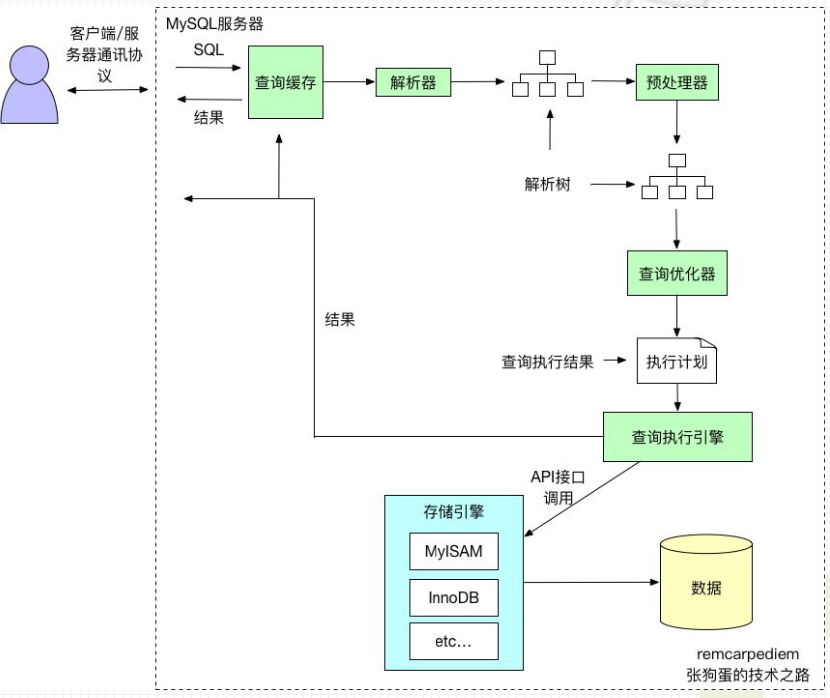 MySQL服务器
客户端/服
务器通讯协
议
SQL
结果
查询缓存
解析器
预处理器
解析树
查询优化器
结果
查询执行结果
执行计划
查询执行引擎
API接口
调用
存储引擎
MyISAM
InnoDB
etc...
数据
remcarpediem
张狗蛋的技术之路